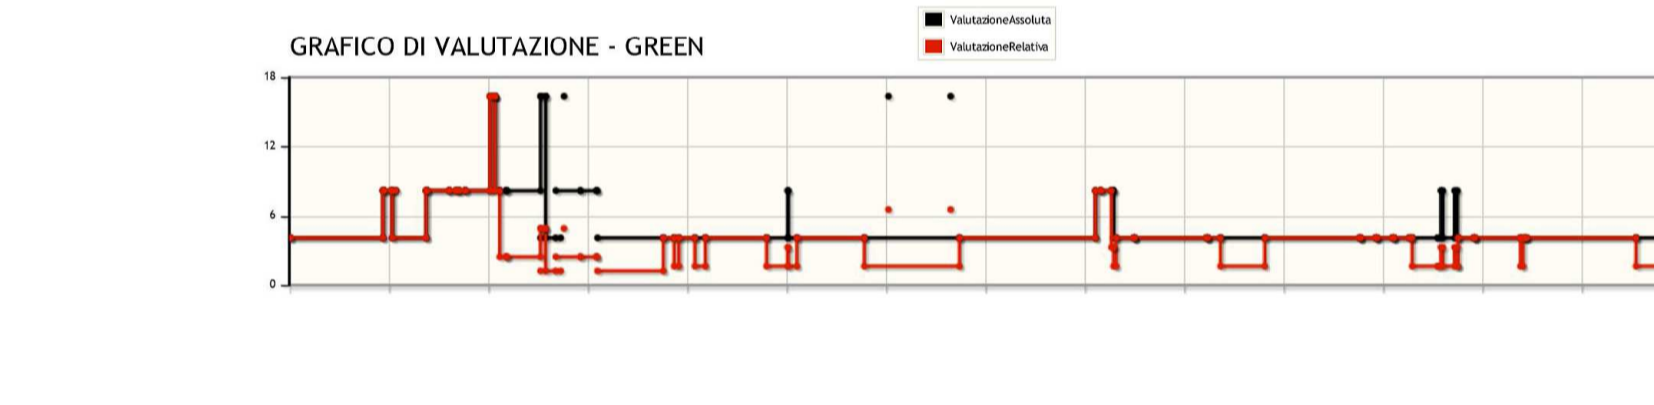 ValutazioneAssoluta
GRAFICO DI VALUTAZIONE - GREEN
ValutazioneRelativa
18
12
6
0